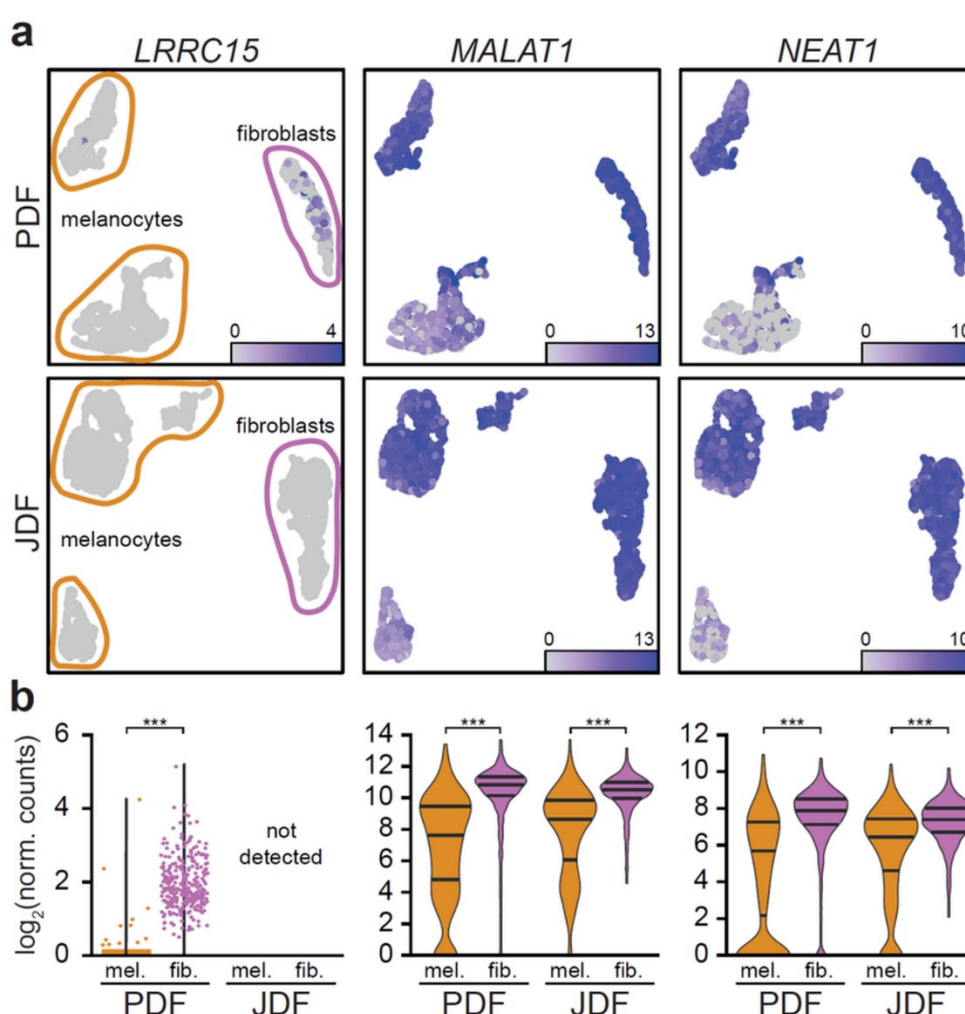 a
LRRC15 MALAT1 NEAT1
PDF
fibroblasts
melanocytes
0 4 0 13 0 10
JDF
fibroblasts
melanocytes
0 13 0 10
b
log2(norm. counts)
6 4 2 0
***
not
detected
mel. fib. mel. fib.
PDF JDF
14 12 10 8 6 4 2 0
*** ***
mel. fib. mel. fib.
PDF JDF
12 10 8 6 4 2 0
*** ***
mel. fib. mel. fib.
PDF JDF